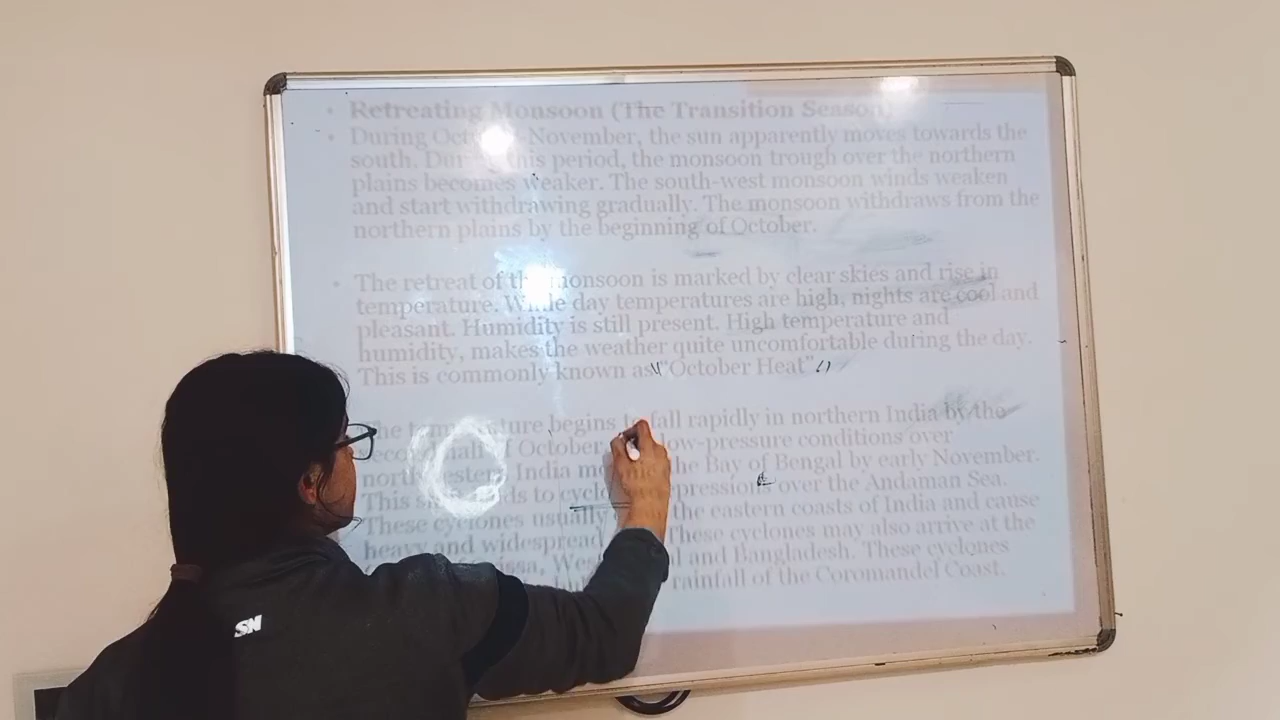 • Retreating Monsoon (The Transition Season)
• During November, the sun apparently moves towards the
south. During this period, the monsoon trough over the northern
plains becomes weaker. The south-west monsoon winds weaken
and start withdrawing gradually. The monsoon withdraws from the
northern plains by the beginning of October.
• The retreat of the monsoon is marked by clear skies and rise in
temperature. While day temperatures are high, nights are cool and
pleasant. Humidity is still present. High temperature and
humidity, makes the weather quite uncomfortable during the day.
This is commonly known as "October Heat"
The temperature begins to fall rapidly in northern India by the
second half of October low-pressure conditions over
north western India the Bay of Bengal by early November.
This to over the Andaman Sea.
These cyclones usually the eastern coasts of India and cause
heavy and widespread These cyclones may also arrive at the
and Bangladesh. These cyclones
rainfall of the Coromandel Coast.
SN